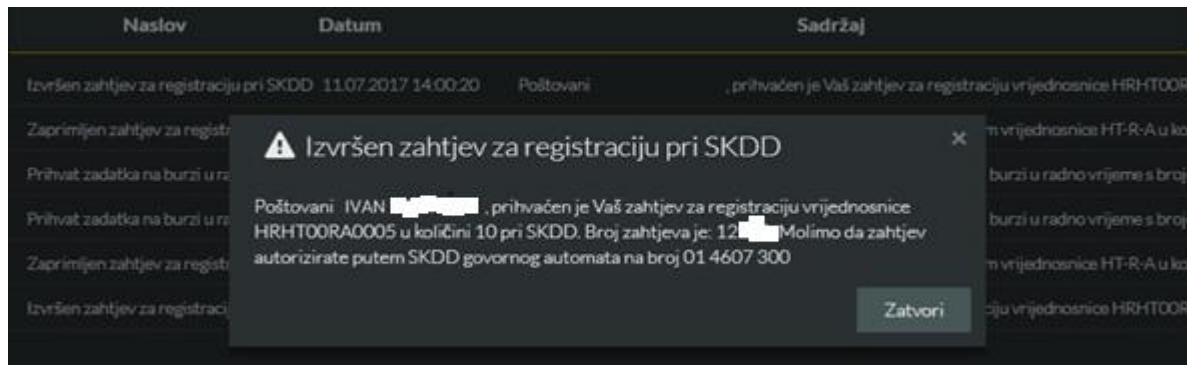 Naslov Datum Sadržaj
Izvršen zahtjev za registraciju pri SKDD 11.07.2017 14:00:20 Poštovani , prihvaćen je Vaš zahtjev za registraciju vrijednosnice HRHT00R
Zaprimljen zahtjev za registr m vrijednosnice HT-R-A u ko
Prihvat zadatka na burzi u ra burzi u radno vrijeme s broj
Prihvat zadatka na burzi u ra burzi u radno vrijeme s broj
Zaprimljen zahtjev za registr m vrijednosnice HT-R-A u ko
Izvršen zahtjev za registraci iju vrijednosnice HRHT00R
Izvršen zahtjev za registraciju pri SKDD ×
Poštovani IVAN , prihvaćen je Vaš zahtjev za registraciju vrijednosnice
HRHT00RA0005 u količini 10 pri SKDD. Broj zahtjeva je: 12 Molimo da zahtjev
autorizirate putem SKDD govornog automata na broj 01 4607 300
Zatvori